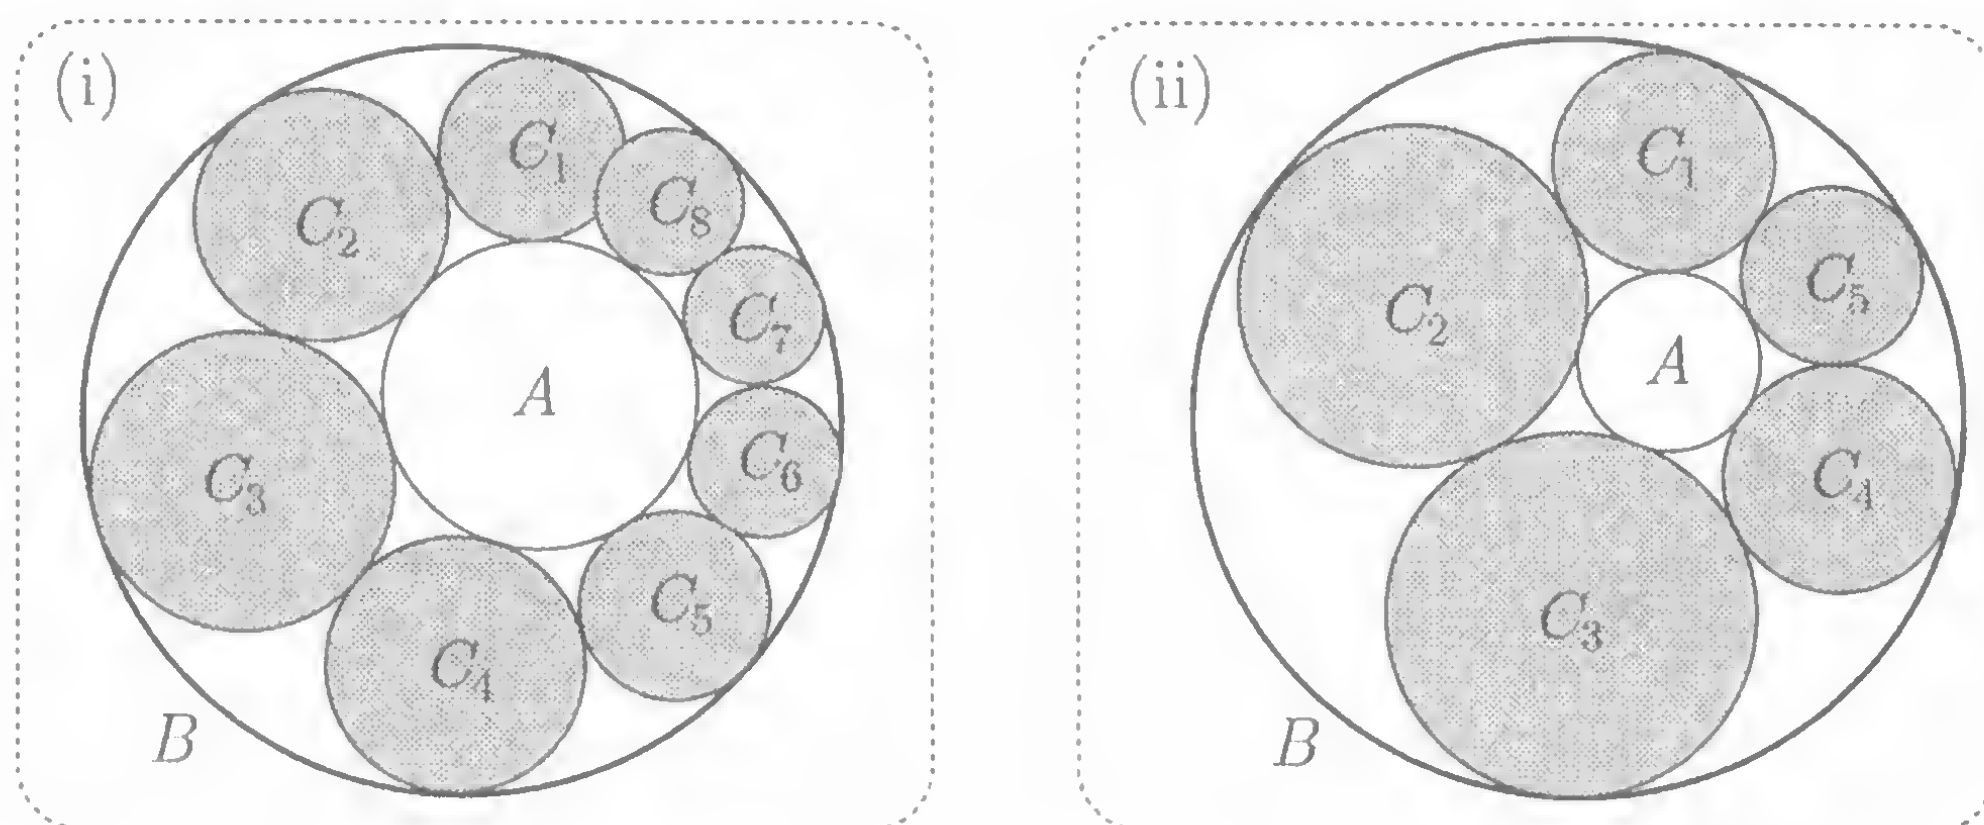 (i)
C₁
C₂
C₈
C₇
A
C₆
C₃
C₅
C₄
B
(ii)
C₁
C₂
C₅
A
C₄
C₃
B